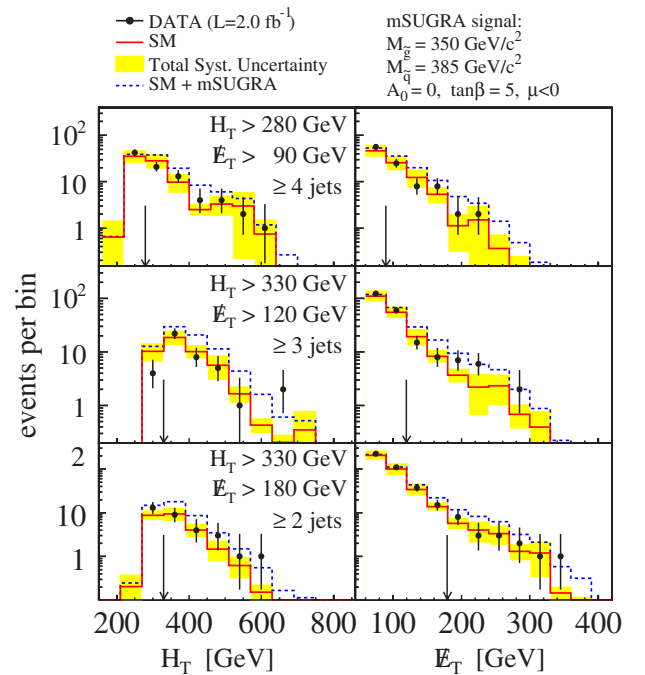 DATA (L=2.0 fb⁻¹)
SM
Total Syst. Uncertainty
SM + mSUGRA
mSUGRA signal:
M_g̃ = 350 GeV/c²
M_q̃ = 385 GeV/c²
A₀= 0, tanβ = 5, μ<0
events per bin
10²
10
1
H_T > 280 GeV
E̸_T > 90 GeV
≥ 4 jets
10²
10
1
H_T > 330 GeV
E̸_T > 120 GeV
≥ 3 jets
2
10
1
H_T > 330 GeV
E̸_T > 180 GeV
≥ 2 jets
200 400 600 800
100 200 300 400
H_T [GeV]
E̸_T [GeV]